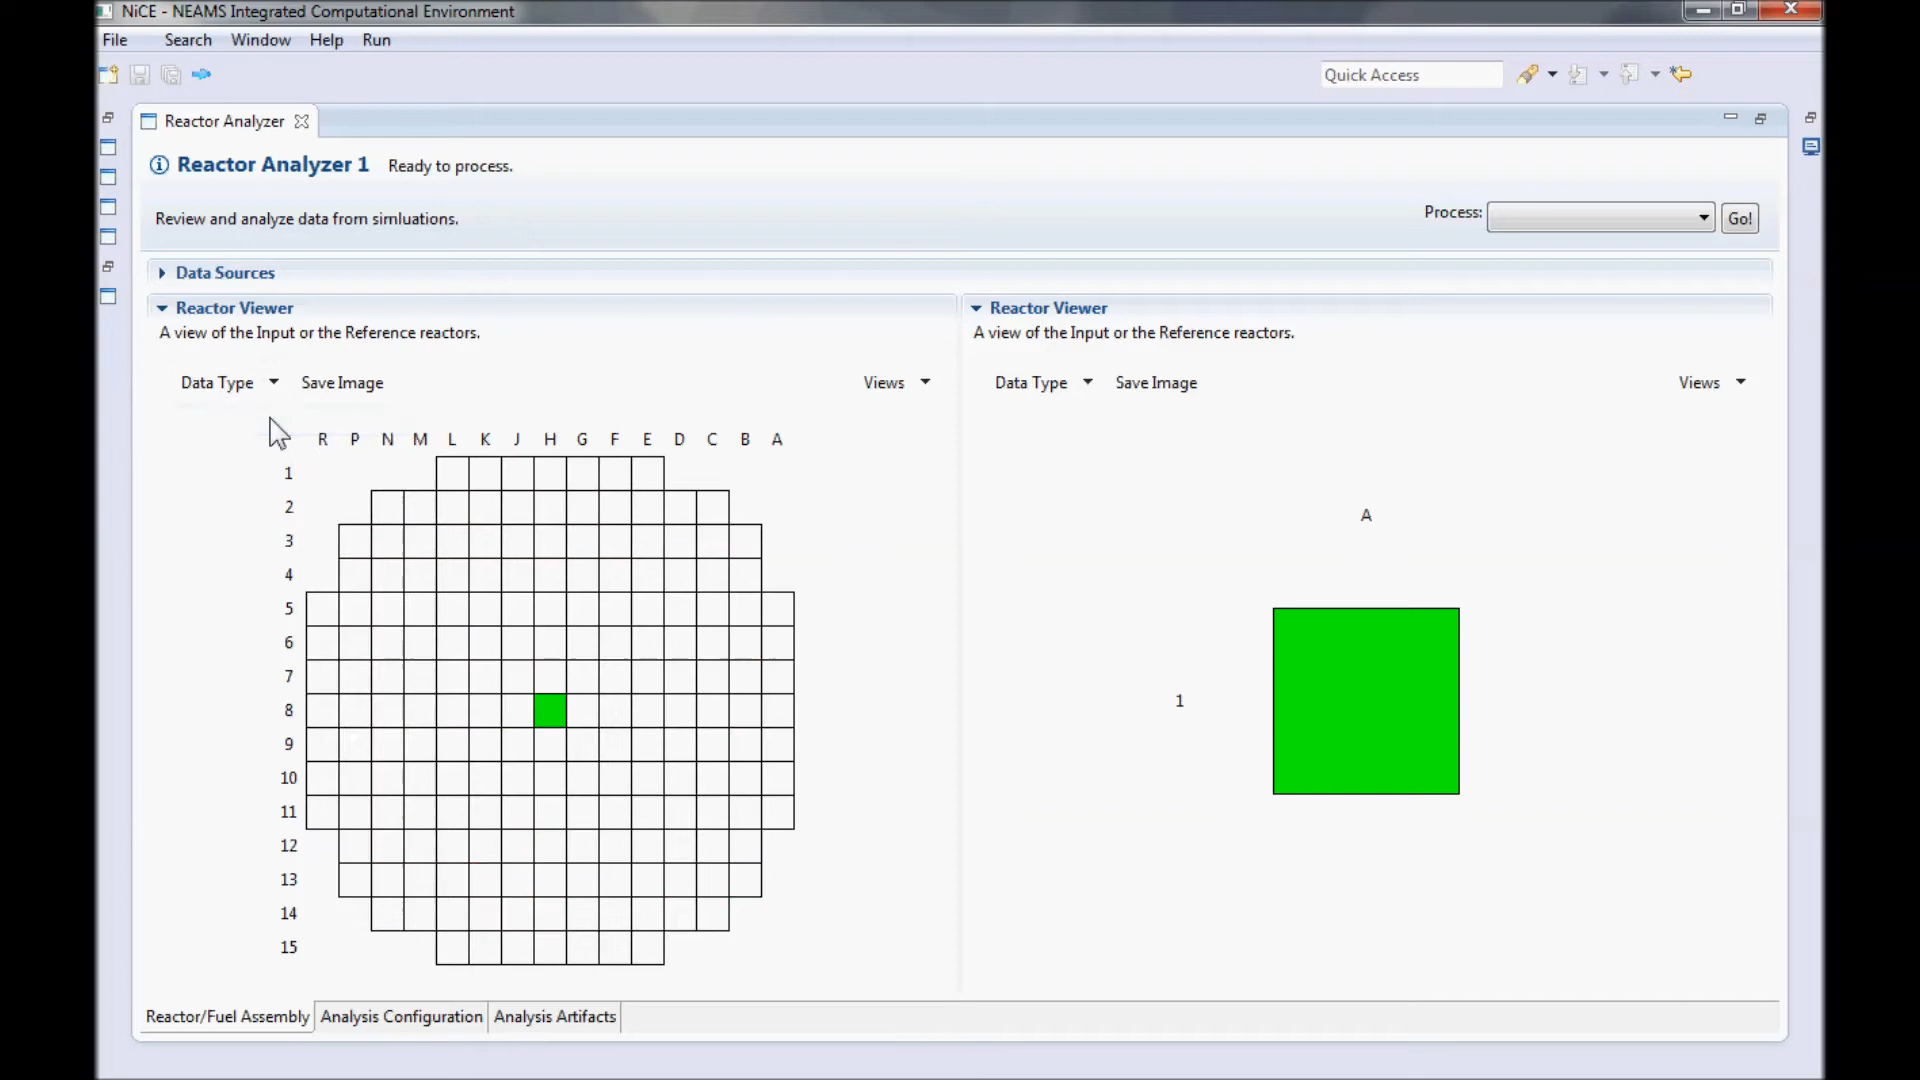 NiCE - NEAMS Integrated Computational Environment
File Search Window Help Run
Quick Access
Reactor Analyzer
Reactor Analyzer 1 Ready to process.
Review and analyze data from simluations.
Process: Go!
Data Sources
Reactor Viewer
A view of the Input or the Reference reactors.
Data Type Save Image Views
R P N M L K J H G F E D C B A
1
2
3
4
5
6
7
8
9
10
11
12
13
14
15
Reactor Viewer
A view of the Input or the Reference reactors.
Data Type Save Image Views
A
1
Reactor/Fuel Assembly Analysis Configuration Analysis Artifacts